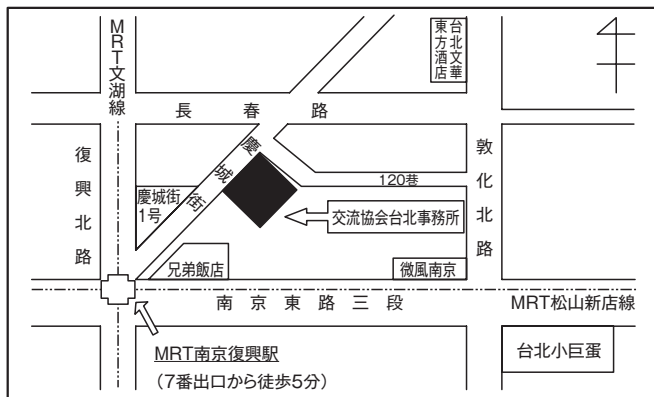 MRT文湖線
台北文華
東方酒店
長春路
復興北路
慶城街
慶城街
1号
120巷
敦化北路
交流協会台北事務所
兄弟飯店
微風南京
南京東路三段
MRT松山新店線
MRT南京復興駅
(7番出口から徒歩5分)
台北小巨蛋